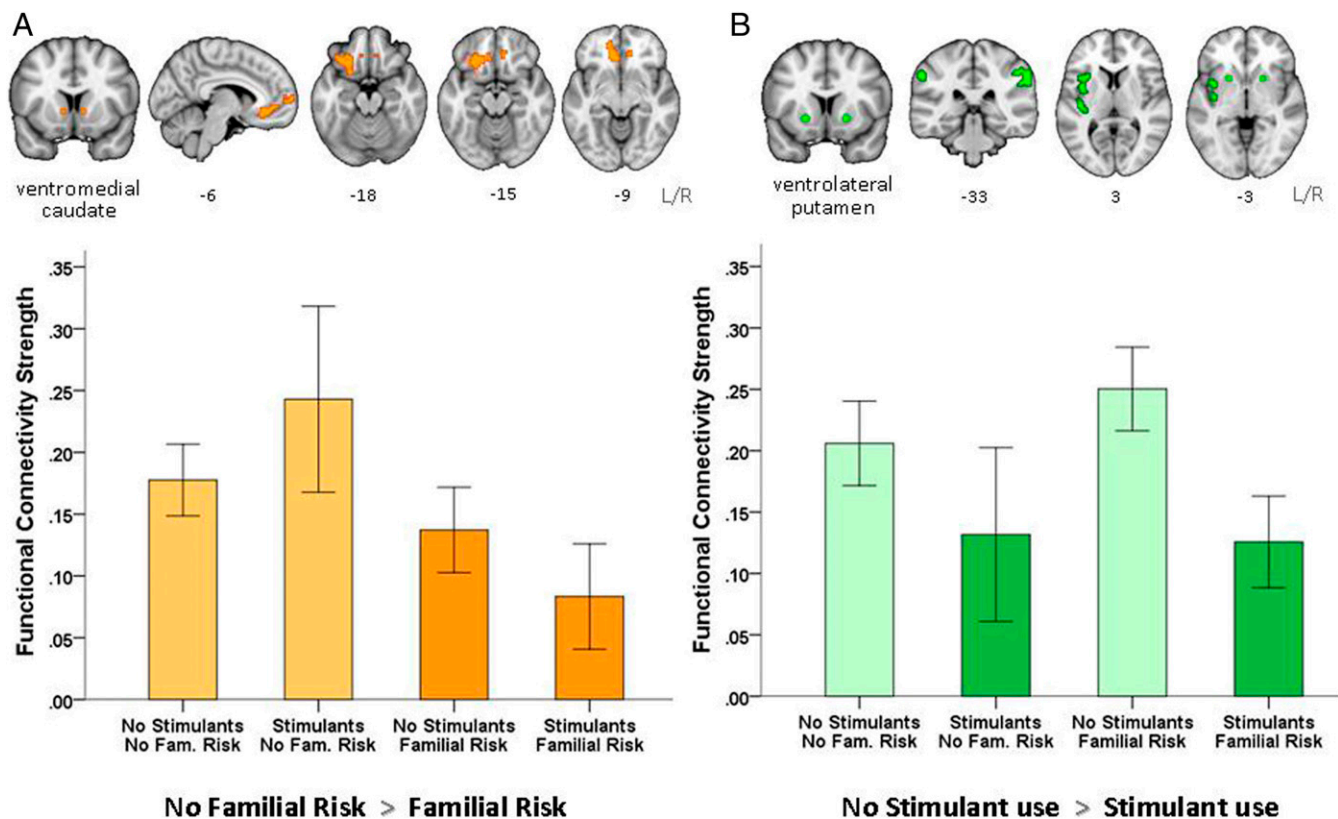 A
ventromedial
caudate
-6
-18
-15
-9
L/R
Functional Connectivity Strength
.35
.30
.25
.20
.15
.10
.05
.00
No Stimulants
No Fam. Risk
Stimulants
No Fam. Risk
No Stimulants
Familial Risk
Stimulants
Familial Risk
No Familial Risk > Familial Risk
B
ventrolateral
putamen
-33
3
-3
L/R
Functional Connectivity Strength
.35
.30
.25
.20
.15
.10
.05
.00
No Stimulants
No Fam. Risk
Stimulants
No Fam. Risk
No Stimulants
Familial Risk
Stimulants
Familial Risk
No Stimulant use > Stimulant use